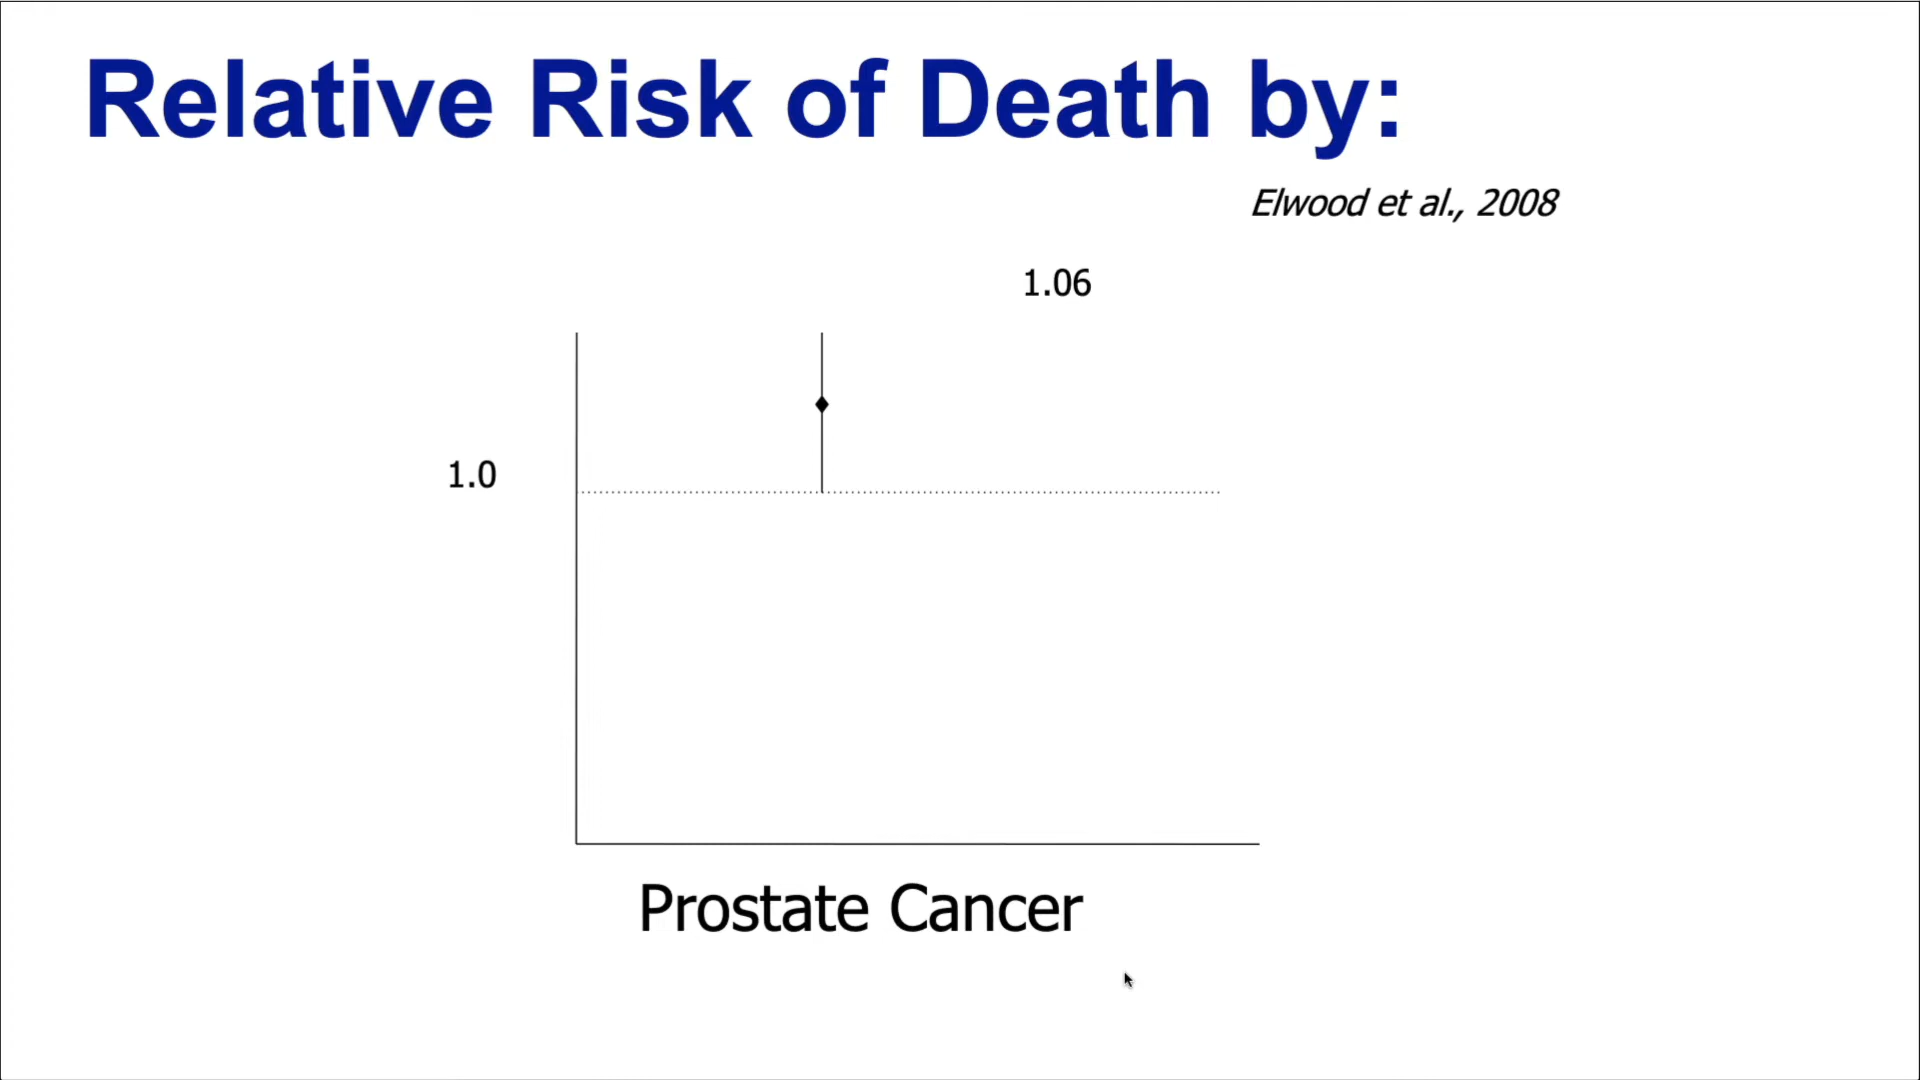 Relative Risk of Death by:
Elwood et al., 2008
1.06
1.0
Prostate Cancer